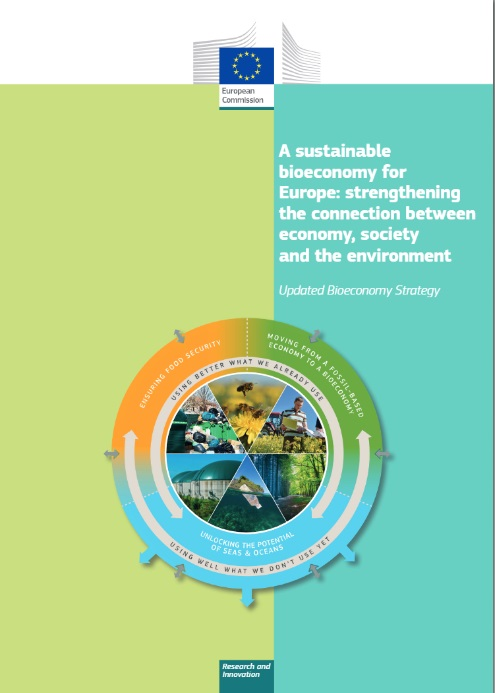 European
Commission
A sustainable
bioeconomy for
Europe: strengthening
the connection between
economy, society
and the environment
Updated Bioeconomy Strategy
ENSURING FOOD SECURITY
MOVING FROM A FOSSIL-BASED
ECONOMY TO A BIOECONOMY
USING BETTER WHAT WE ALREADY USE
UNLOCKING THE POTENTIAL
OF SEAS & OCEANS
USING WELL WHAT WE DON'T USE YET
Research and
Innovation